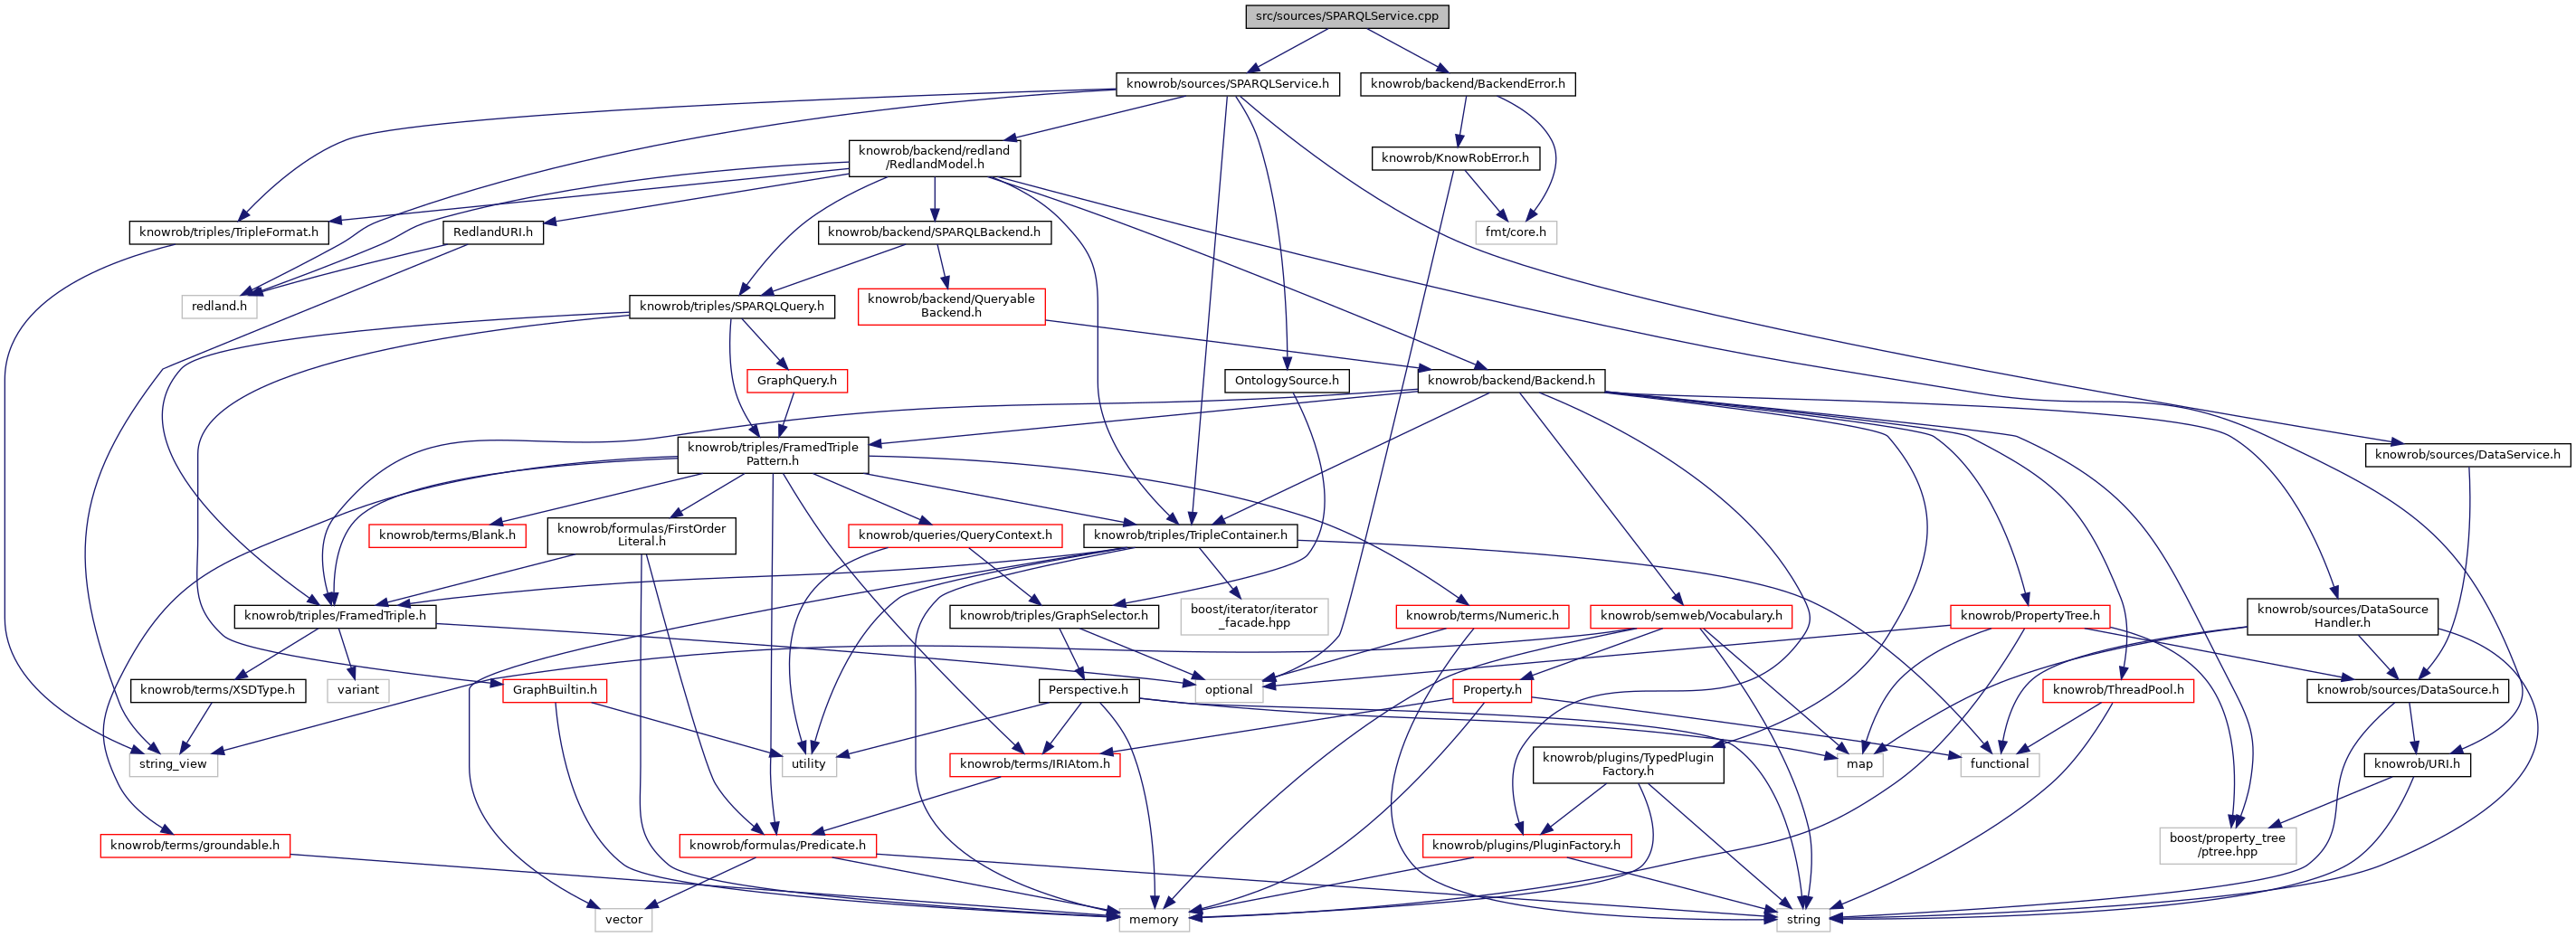 src/sources/SPARQLService.cpp
knowrob/sources/SPARQLService.h
knowrob/backend/BackendError.h
knowrob/backend/redland
/RedlandModel.h
knowrob/KnowRobError.h
knowrob/triples/TripleFormat.h
RedlandURI.h
knowrob/backend/SPARQLBackend.h
fmt/core.h
redland.h
knowrob/triples/SPARQLQuery.h
knowrob/backend/Queryable
Backend.h
GraphQuery.h
OntologySource.h
knowrob/backend/Backend.h
knowrob/triples/FramedTriple
Pattern.h
knowrob/sources/DataService.h
knowrob/terms/Blank.h
knowrob/formulas/FirstOrder
Literal.h
knowrob/queries/QueryContext.h
knowrob/triples/TripleContainer.h
knowrob/triples/FramedTriple.h
knowrob/triples/GraphSelector.h
boost/iterator/iterator
_facade.hpp
knowrob/terms/Numeric.h
knowrob/semweb/Vocabulary.h
knowrob/PropertyTree.h
knowrob/sources/DataSource
Handler.h
knowrob/terms/XSDType.h
variant
GraphBuiltin.h
Perspective.h
optional
Property.h
knowrob/ThreadPool.h
knowrob/sources/DataSource.h
string_view
utility
knowrob/terms/IRIAtom.h
knowrob/plugins/TypedPlugin
Factory.h
map
functional
knowrob/URI.h
knowrob/terms/groundable.h
knowrob/formulas/Predicate.h
knowrob/plugins/PluginFactory.h
boost/property_tree
/ptree.hpp
vector
memory
string